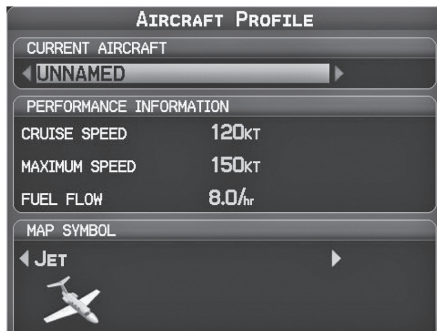 Aircraft Profile
CURRENT AIRCRAFT
UNNAMED
PERFORMANCE INFORMATION
CRUISE SPEED 120KT
MAXIMUM SPEED 150KT
FUEL FLOW 8.0/hr
MAP SYMBOL
JET